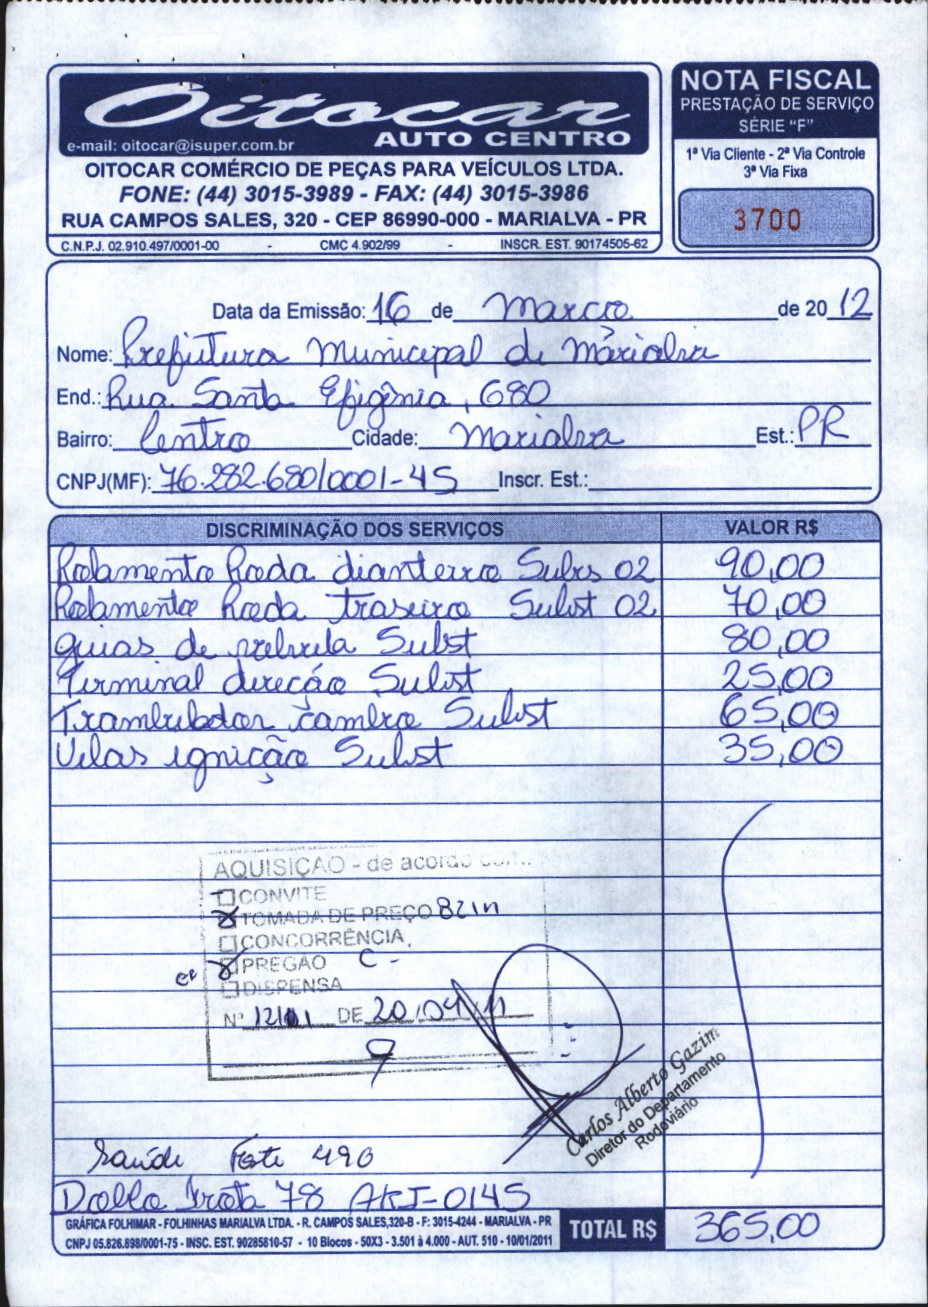 Oitocar
AUTO CENTRO
e-mail: oitocar@isuper.com.br
OITOCAR COMÉRCIO DE PEÇAS PARA VEÍCULOS LTDA.
FONE: (44) 3015-3989 - FAX: (44) 3015-3986
RUA CAMPOS SALES, 320 - CEP 86990-000 - MARIALVA - PR
C.N.P.J. 02.910.497/0001-00 - CMC 4.902/99 - INSCR. EST. 90174505-62
NOTA FISCAL
PRESTAÇÃO DE SERVIÇO
SÉRIE "F"
1ª Via Cliente - 2ª Via Controle
3ª Via Fixa
3700
Data da Emissão: 16 de Marco de 2012
Nome: Prefeitura Municipal de Marialva
End.: Rua Santa Efigênia, 680
Bairro: Centro Cidade: Marialva Est.: PR
CNPJ(MF): 76.282.680/0001-45 Inscr. Est.:
DISCRIMINAÇÃO DOS SERVIÇOS VALOR R$
Rolamento Roda dianteira Subs 02 90,00
Rolamento Roda traseira Subst 02 70,00
guias de valvula Subst 80,00
Terminal direção Subst 25,00
Trambulador cambio Subst 65,00
Velas ignição Subst 35,00
AQUISIÇÃO - de acordo com
CONVITE
TOMADA DE PREÇO
CONCORRÊNCIA
PREGÃO C -
DISPENSA
Nº DE 20.04.11
Carlos Alberto Gazim
Diretor do Departamento
Rodoviário
Saúde Fonte 490
Frota 78 AKJ-0145
GRÁFICA FOLHIMAR - FOLHINHAS MARIALVA LTDA. - R. CAMPOS SALES,320-B - F: 3015-4244 - MARIALVA - PR
CNPJ 05.826.898/0001-75 - INSC. EST. 90285810-57 - 10 Blocos - 50X3 - 3.501 à 4.000 - AUT. 510 - 10/01/2011
TOTAL R$ 365,00